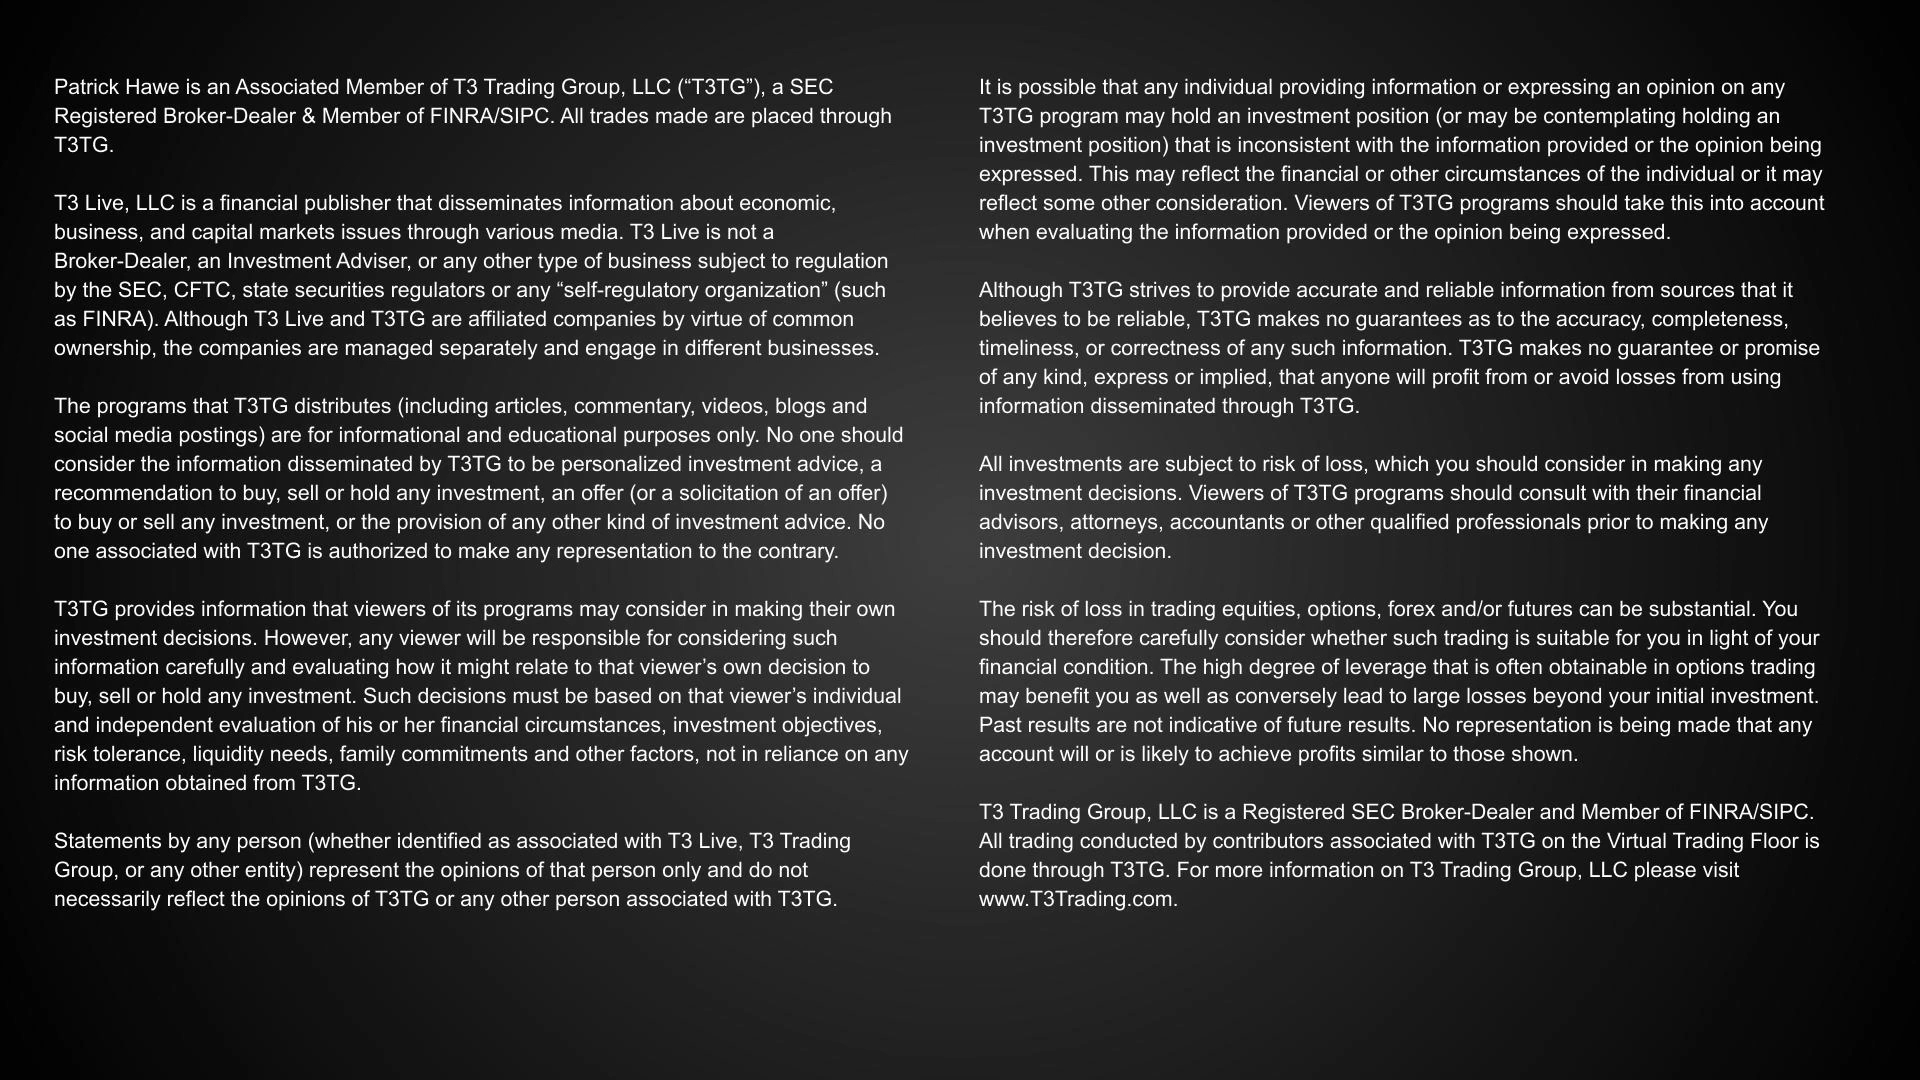 Patrick Hawe is an Associated Member of T3 Trading Group, LLC (“T3TG”), a SEC
Registered Broker-Dealer & Member of FINRA/SIPC. All trades made are placed through
T3TG.
T3 Live, LLC is a financial publisher that disseminates information about economic,
business, and capital markets issues through various media. T3 Live is not a
Broker-Dealer, an Investment Adviser, or any other type of business subject to regulation
by the SEC, CFTC, state securities regulators or any “self-regulatory organization” (such
as FINRA). Although T3 Live and T3TG are affiliated companies by virtue of common
ownership, the companies are managed separately and engage in different businesses.
The programs that T3TG distributes (including articles, commentary, videos, blogs and
social media postings) are for informational and educational purposes only. No one should
consider the information disseminated by T3TG to be personalized investment advice, a
recommendation to buy, sell or hold any investment, an offer (or a solicitation of an offer)
to buy or sell any investment, or the provision of any other kind of investment advice. No
one associated with T3TG is authorized to make any representation to the contrary.
T3TG provides information that viewers of its programs may consider in making their own
investment decisions. However, any viewer will be responsible for considering such
information carefully and evaluating how it might relate to that viewer’s own decision to
buy, sell or hold any investment. Such decisions must be based on that viewer’s individual
and independent evaluation of his or her financial circumstances, investment objectives,
risk tolerance, liquidity needs, family commitments and other factors, not in reliance on any
information obtained from T3TG.
Statements by any person (whether identified as associated with T3 Live, T3 Trading
Group, or any other entity) represent the opinions of that person only and do not
necessarily reflect the opinions of T3TG or any other person associated with T3TG.
It is possible that any individual providing information or expressing an opinion on any
T3TG program may hold an investment position (or may be contemplating holding an
investment position) that is inconsistent with the information provided or the opinion being
expressed. This may reflect the financial or other circumstances of the individual or it may
reflect some other consideration. Viewers of T3TG programs should take this into account
when evaluating the information provided or the opinion being expressed.
Although T3TG strives to provide accurate and reliable information from sources that it
believes to be reliable, T3TG makes no guarantees as to the accuracy, completeness,
timeliness, or correctness of any such information. T3TG makes no guarantee or promise
of any kind, express or implied, that anyone will profit from or avoid losses from using
information disseminated through T3TG.
All investments are subject to risk of loss, which you should consider in making any
investment decisions. Viewers of T3TG programs should consult with their financial
advisors, attorneys, accountants or other qualified professionals prior to making any
investment decision.
The risk of loss in trading equities, options, forex and/or futures can be substantial. You
should therefore carefully consider whether such trading is suitable for you in light of your
financial condition. The high degree of leverage that is often obtainable in options trading
may benefit you as well as conversely lead to large losses beyond your initial investment.
Past results are not indicative of future results. No representation is being made that any
account will or is likely to achieve profits similar to those shown.
T3 Trading Group, LLC is a Registered SEC Broker-Dealer and Member of FINRA/SIPC.
All trading conducted by contributors associated with T3TG on the Virtual Trading Floor is
done through T3TG. For more information on T3 Trading Group, LLC please visit
www.T3Trading.com.